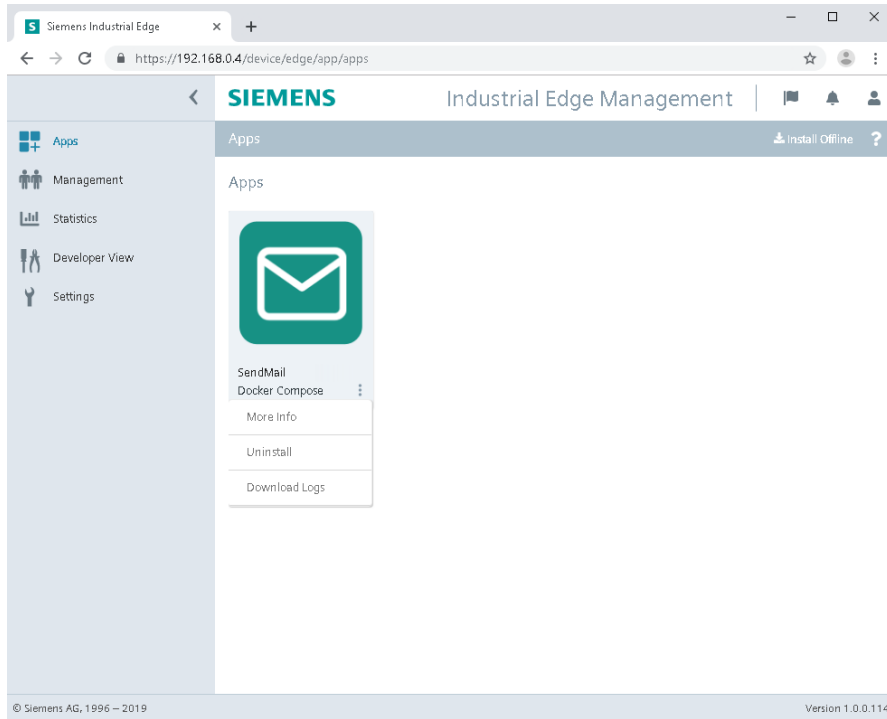 S Siemens Industrial Edge
https://192.168.0.4/device/edge/app/apps
SIEMENS
Industrial Edge Management
Apps
Management
Statistics
Developer View
Settings
Apps
Install Offline ?
Apps
SendMail
Docker Compose
More Info
Uninstall
Download Logs
© Siemens AG, 1996 – 2019
Version 1.0.0.114